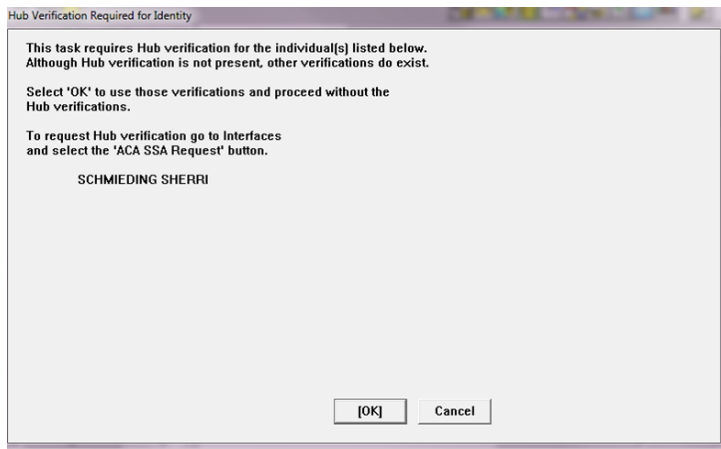 Hub Verification Required for Identity
This task requires Hub verification for the individual(s) listed below.
Although Hub verification is not present, other verifications do exist.
Select 'OK' to use those verifications and proceed without the
Hub verifications.
To request Hub verification go to Interfaces
and select the 'ACA SSA Request' button.
SCHMIEDING SHERRI
[OK]
Cancel